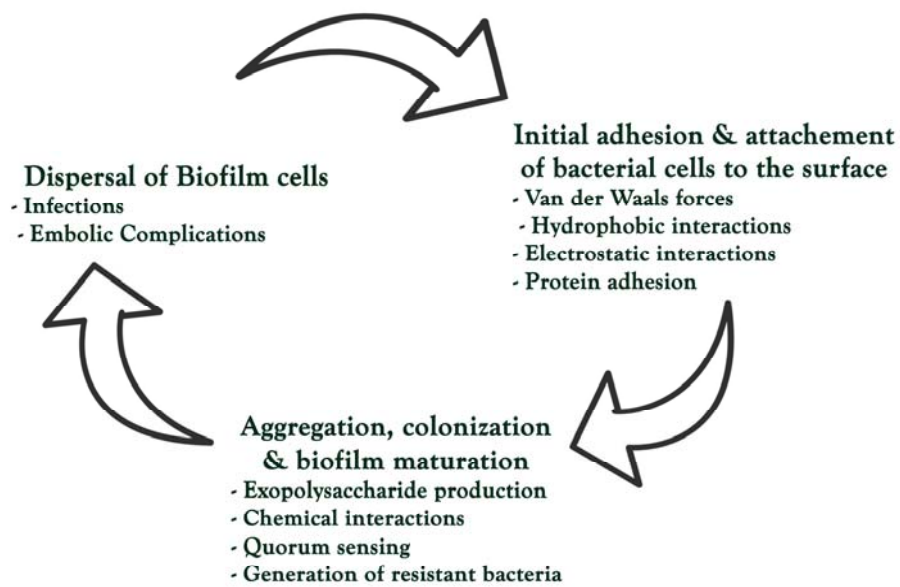 Initial adhesion & attachement
of bacterial cells to the surface
- Van der Waals forces
- Hydrophobic interactions
- Electrostatic interactions
- Protein adhesion
Aggregation, colonization
& biofilm maturation
- Exopolysaccharide production
- Chemical interactions
- Quorum sensing
- Generation of resistant bacteria
Dispersal of Biofilm cells
- Infections
- Embolic Complications